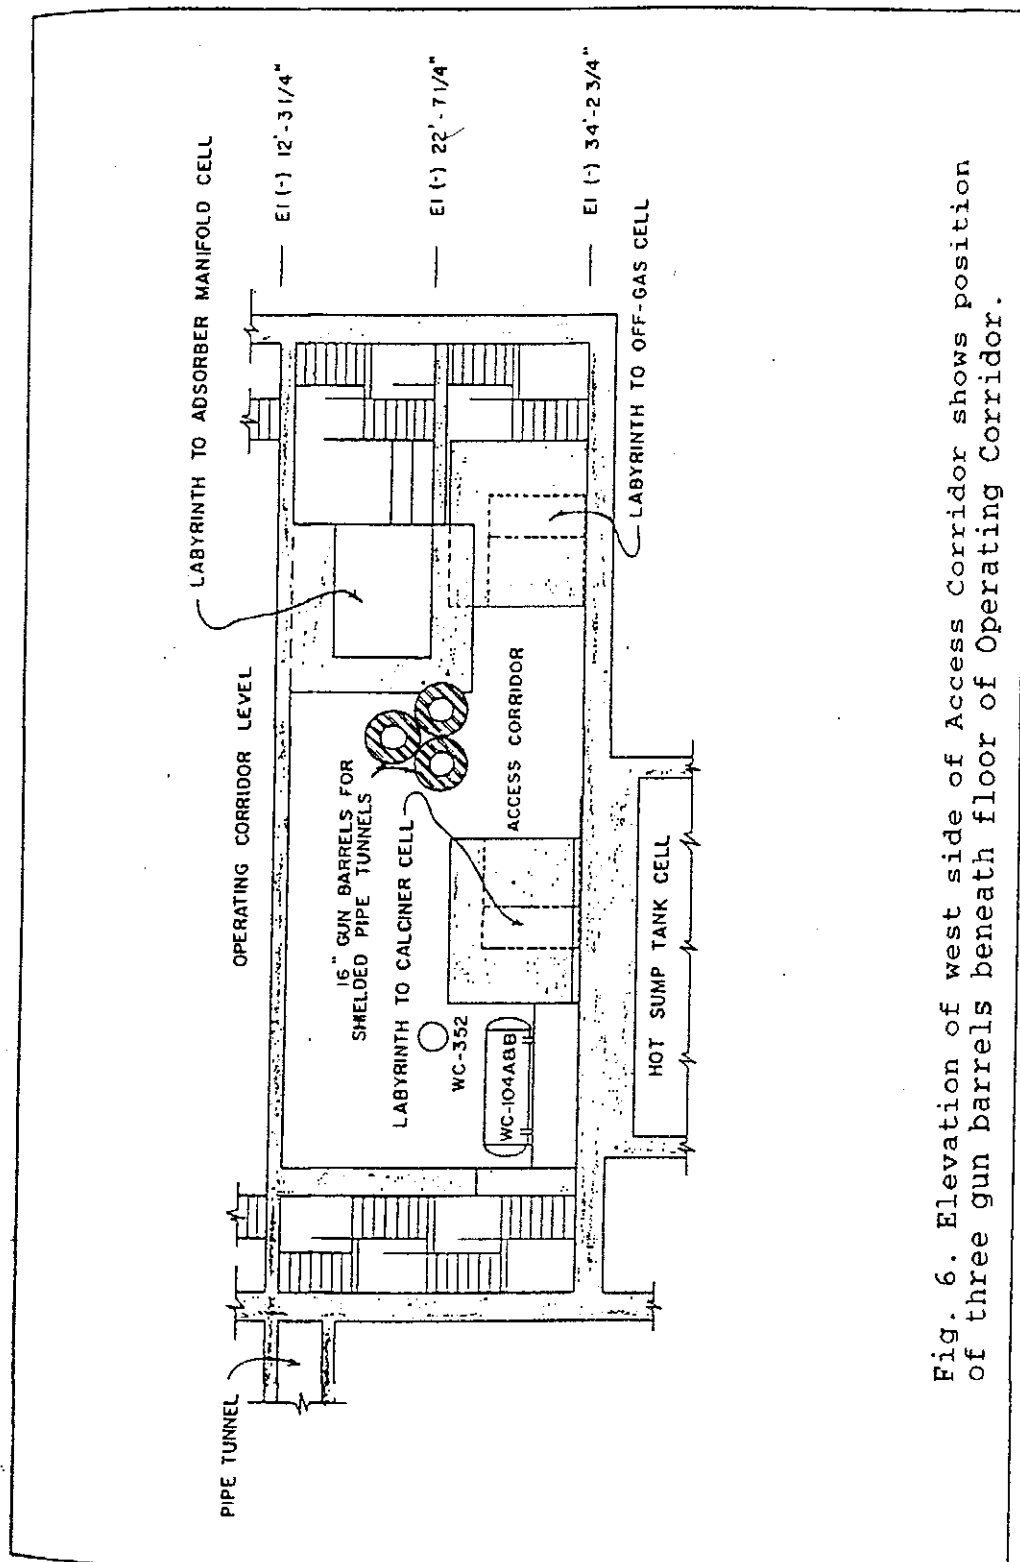 PIPE TUNNEL
OPERATING CORRIDOR LEVEL
LABYRINTH TO ADSORBER MANIFOLD CELL
El (-) 12'-3 1/4"
16" GUN BARRELS FOR
SHIELDED PIPE TUNNELS
LABYRINTH TO CALCINER CELL
El (-) 22'-7 1/4"
WC-352
WC-104A&B
ACCESS CORRIDOR
El (-) 34'-2 3/4"
LABYRINTH TO OFF-GAS CELL
HOT SUMP TANK CELL
Fig. 6. Elevation of west side of Access Corridor shows position
of three gun barrels beneath floor of Operating Corridor.